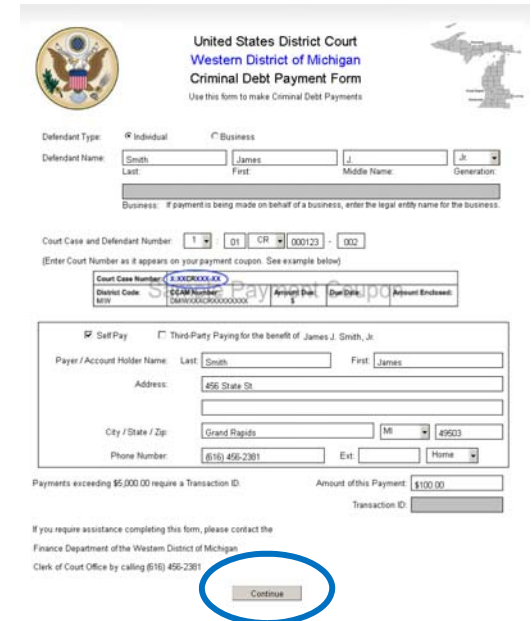 United States District Court
Western District of Michigan
Criminal Debt Payment Form
Use this form to make Criminal Debt Payments
Defendant Type: Individual Business
Defendant Name: Smith James J. Jr.
Last: First: Middle Name: Generation:
Business: If payment is being made on behalf of a business, enter the legal entity name for the business.
Court Case and Defendant Number 1 : 01 CR 000123 - 002
(Enter Court Number as it appears on your payment coupon. See example below)
Sample Payment Coupon
Court Case Number: X:XXCRXXX-XX
District Code: CCAM Number: Amount Due: Due Date: Amount Enclosed:
MIW $
Self Pay Third-Party Paying for the benefit of James J. Smith, Jr.
Payer / Account Holder Name: Last: Smith First: James
Address: 456 State St.
City / State / Zip: Grand Rapids MI 49503
Phone Number: (616) 456-2381 Ext: Home
Payments exceeding $5,000.00 require a Transaction ID: Amount of this Payment: $100.00
Transaction ID:
If you require assistance completing this form, please contact the
Finance Department of the Western District of Michigan
Clerk of Court Office by calling (616) 456-2381
Continue